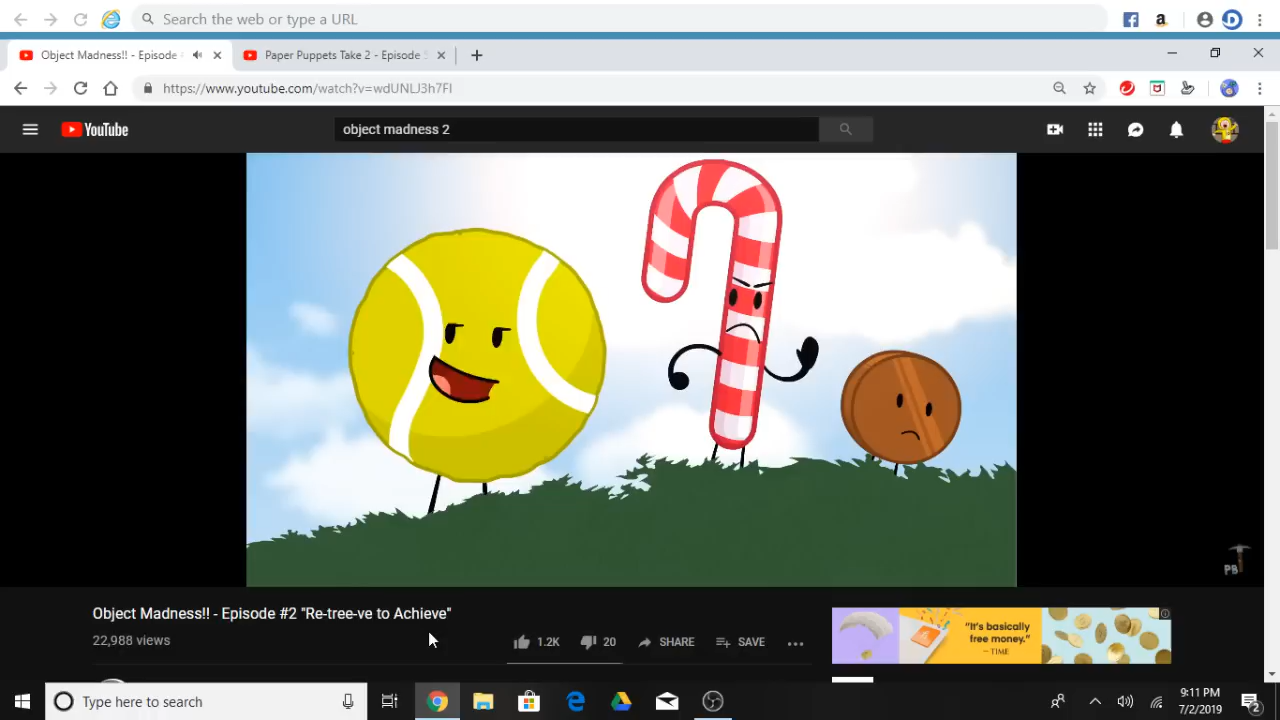 Search the web or type a URL
Object Madness!! - Episode
Paper Puppets Take 2 - Episode
https://www.youtube.com/watch?v=wdUNLJ3h7FI
YouTube
object madness 2
PB
Object Madness!! - Episode #2 "Re-tree-ve to Achieve"
22,988 views
1.2K
20
SHARE
SAVE
"It's basically
free money."
— TIME
Type here to search
9:11 PM
7/2/2019
2